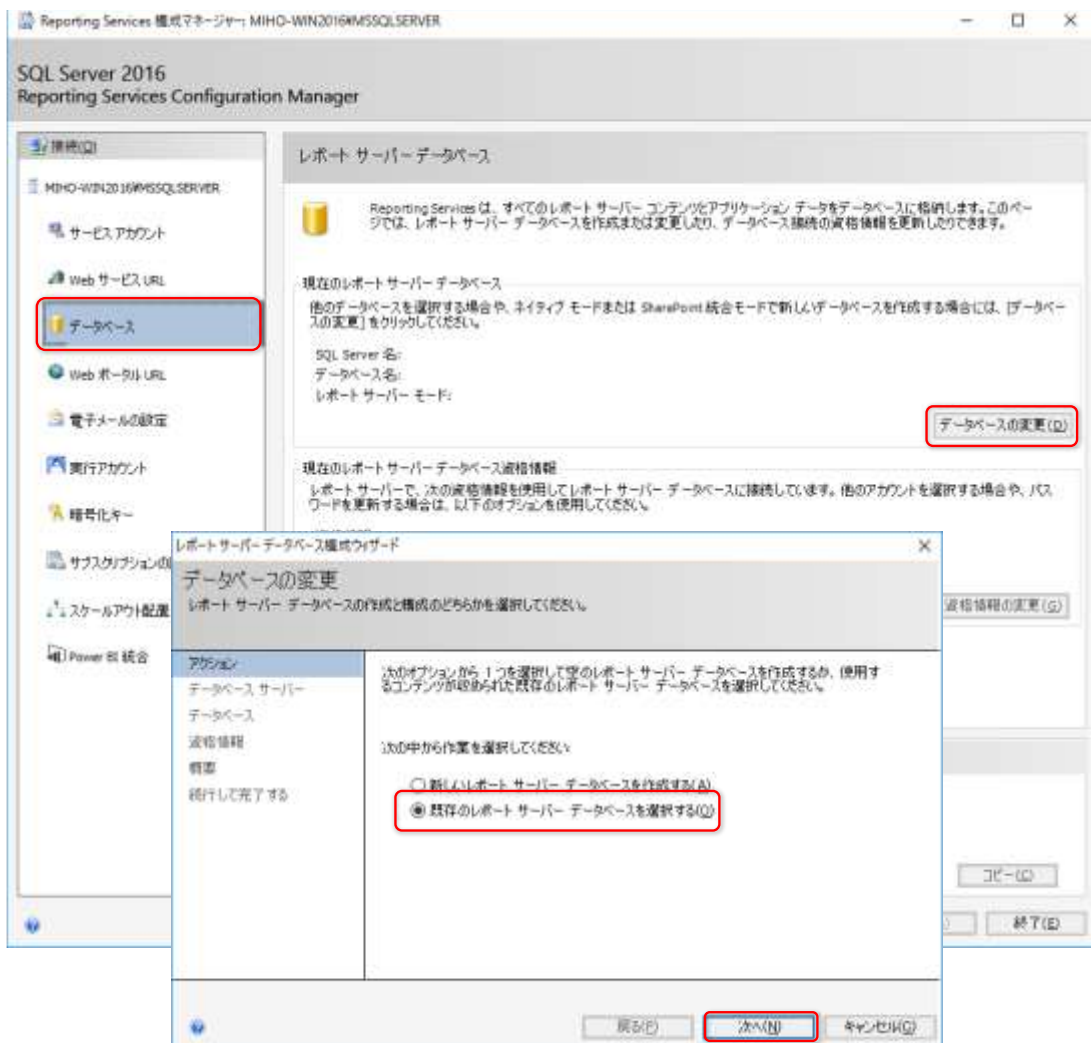 Reporting Services 構成マネージャー: MIHO-WIN2016¥MSSQLSERVER
SQL Server 2016
Reporting Services Configuration Manager
接続(O)
MIHO-WIN2016¥MSSQLSERVER
サービス アカウント
Web サービス URL
データベース
Web ポータル URL
電子メールの設定
実行アカウント
暗号化キー
サブスクリプションの
スケールアウト配置
Power BI 統合
レポート サーバー データベース
Reporting Services は、すべてのレポート サーバー コンテンツとアプリケーション データをデータベースに格納します。このペー
ジでは、レポート サーバー データベースを作成または変更したり、データベース接続の資格情報を更新したりできます。
現在のレポート サーバー データベース
他のデータベースを選択する場合や、ネイティブ モードまたは SharePoint 統合モードで新しいデータベースを作成する場合には、[データベー
スの変更] をクリックしてください。
SQL Server 名:
データベース名:
レポート サーバー モード:
データベースの変更(D)
現在のレポート サーバー データベース資格情報
レポート サーバーで、次の資格情報を使用してレポート サーバー データベースに接続しています。他のアカウントを選択する場合や、パス
ワードを更新する場合は、以下のオプションを使用してください。
資格情報の変更(G)
コピー(C)
終了(E)
レポート サーバー データベース構成ウィザード
データベースの変更
レポート サーバー データベースの作成と構成のどちらかを選択してください。
アクション
データベース サーバー
データベース
資格情報
概要
続行して完了する
次のオプションから 1 つを選択して空のレポート サーバー データベースを作成するか、使用す
るコンテンツが収められた既存のレポート サーバー データベースを選択してください。
次の中から作業を選択してください:
新しいレポート サーバー データベースを作成する(A)
既存のレポート サーバー データベースを選択する(O)
戻る(P)
次へ(N)
キャンセル(C)